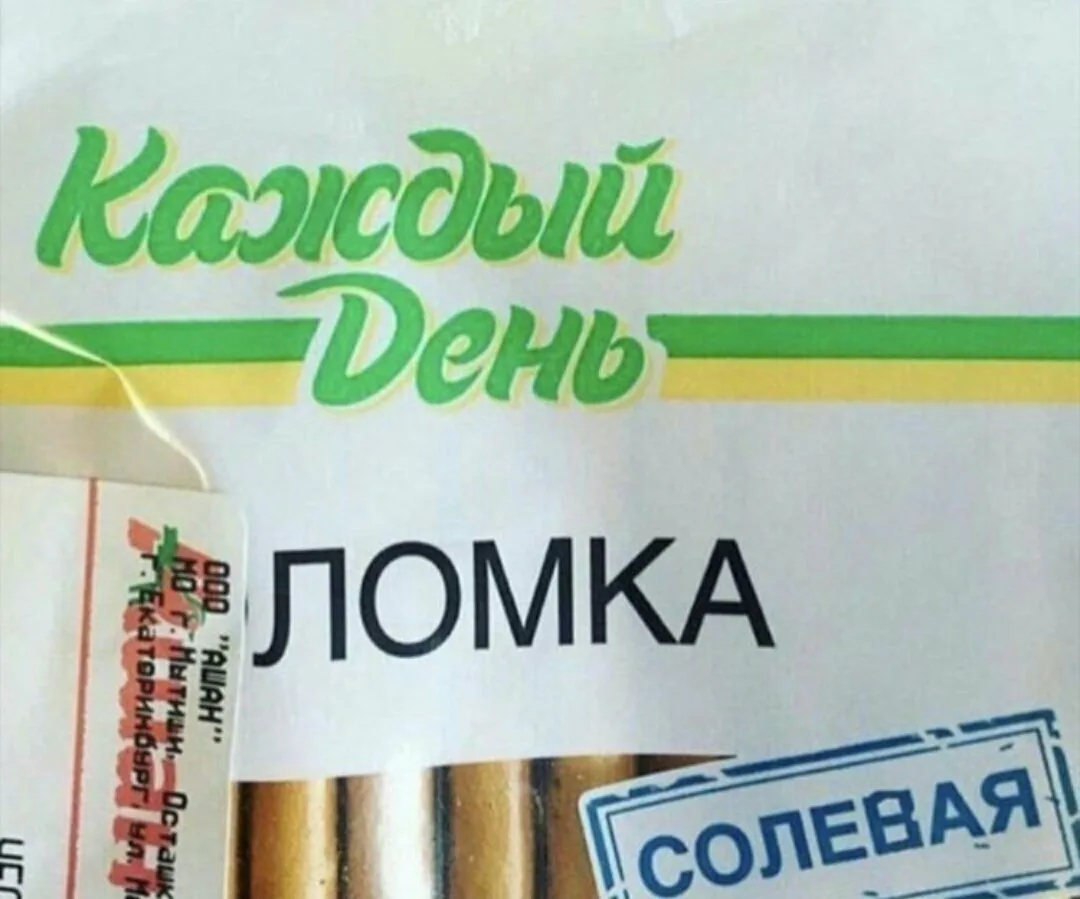 Каждый
День
ЛОМКА
СОЛЕВАЯ
ООО "АШАН"
МО г. Мытищи, Осташк
г. Екатеринбург ул.